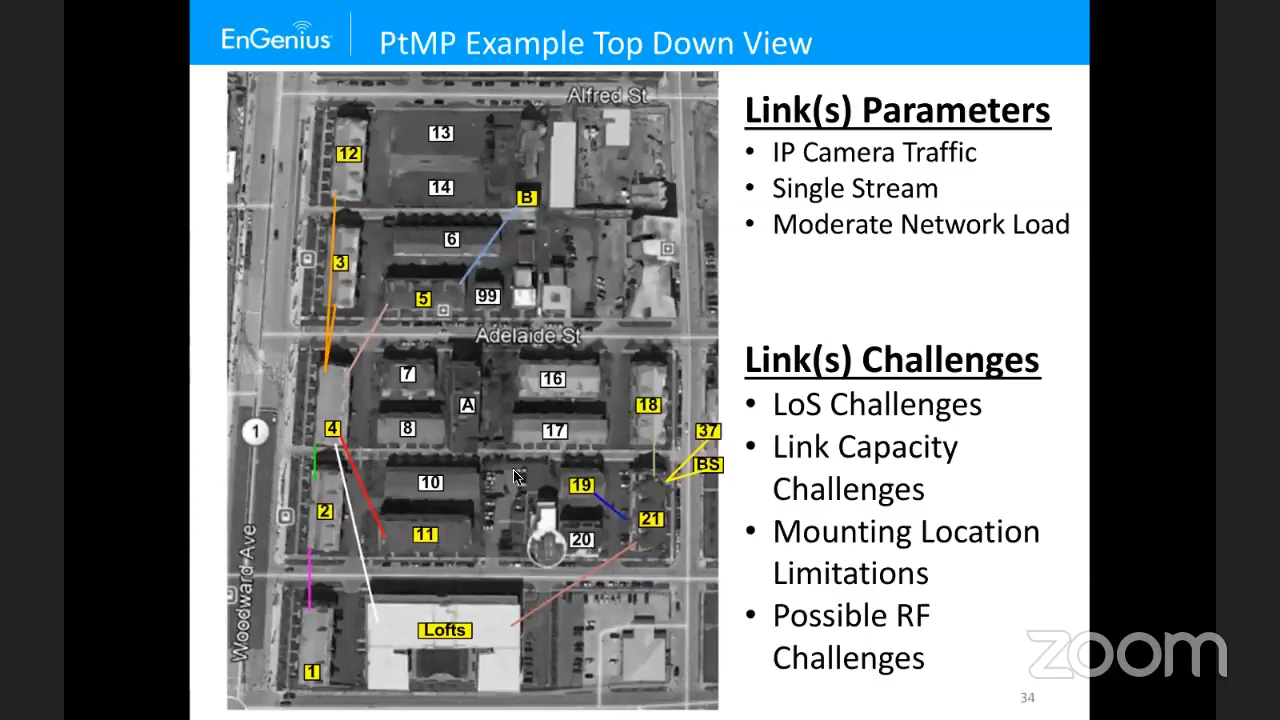 EnGenius
PtMP Example Top Down View
Alfred St
12
13
14
B
3
6
5
99
Adelaide St
7
16
A
18
4
8
17
37
1
BS
10
19
2
21
11
20
Woodward Ave
Lofts
1
Link(s) Parameters
• IP Camera Traffic
• Single Stream
• Moderate Network Load
Link(s) Challenges
• LoS Challenges
• Link Capacity
Challenges
• Mounting Location
Limitations
• Possible RF
Challenges
zoom
34